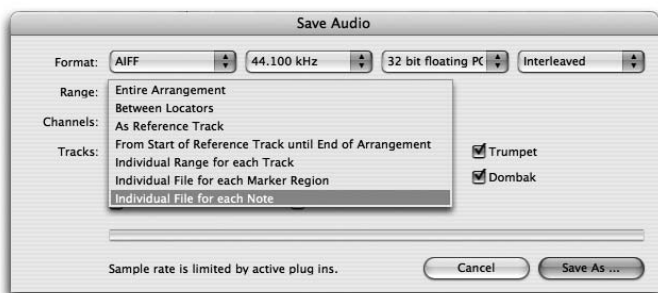 Save Audio
Format: AIFF 44.100 kHz 32 bit floating PC Interleaved
Range: Entire Arrangement
Between Locators
Channels: As Reference Track
Tracks: From Start of Reference Track until End of Arrangement Trumpet
Individual Range for each Track
Individual File for each Marker Region Dombak
Individual File for each Note
Sample rate is limited by active plug ins. Cancel Save As ...